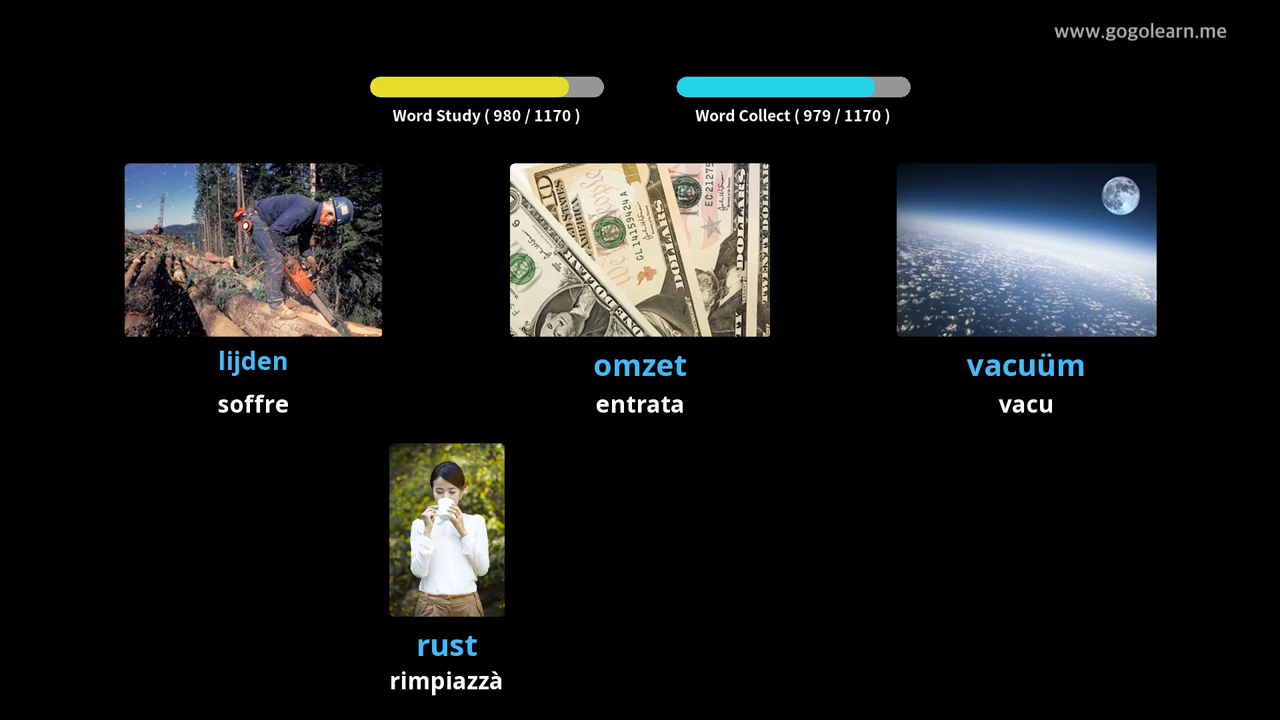 www.gogolearn.me
Word Study ( 980 / 1170 )
Word Collect ( 979 / 1170 )
lijden
omzet
vacuüm
soffre
entrata
vacu
rust
rimpiazzà